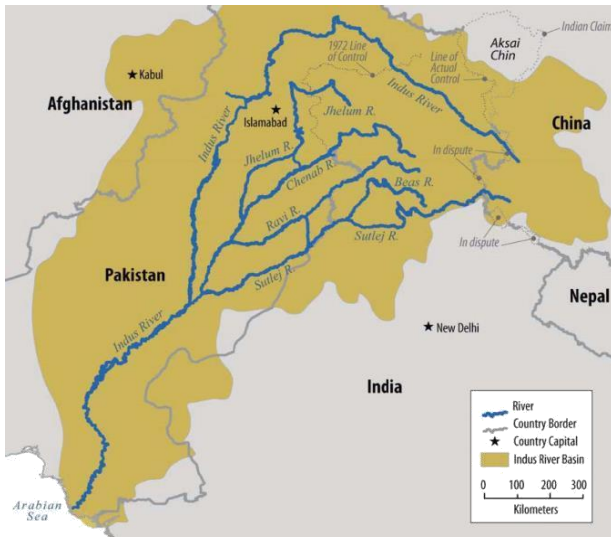 Indian Claim
Aksai
Chin
1972 Line
of Control
Line of
Actual
Control
Kabul
Afghanistan
Indus River
Islamabad
Jhelum R.
Indus River
China
Jhelum R.
Chenab R.
In dispute
Beas R.
Ravi R.
Sutlej R.
In dispute
Pakistan
Sutlej R.
Nepal
Indus River
New Delhi
India
River
Country Border
Country Capital
Indus River Basin
0 100 200 300
Kilometers
Arabian
Sea